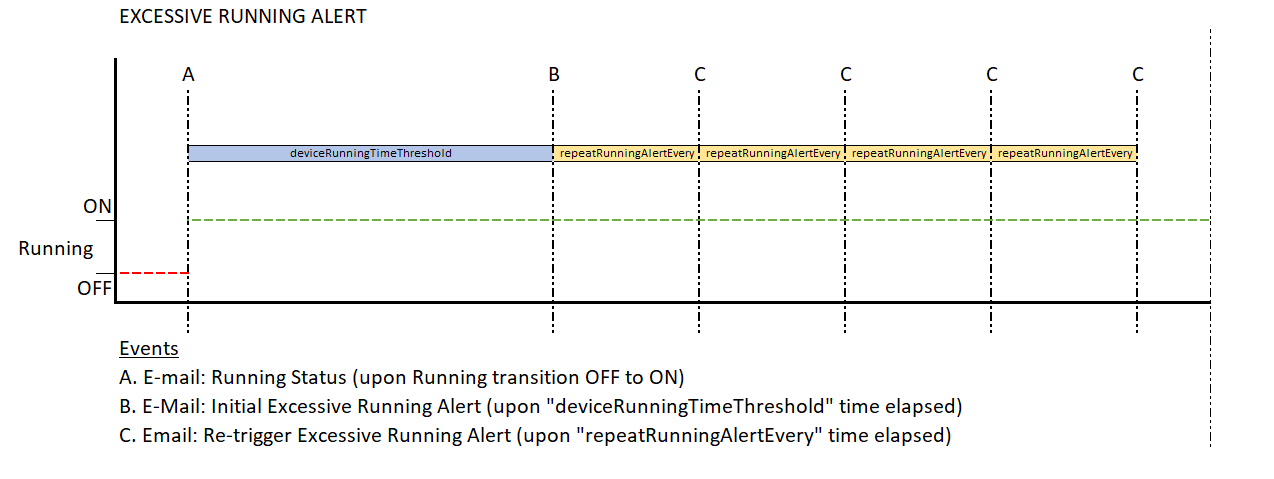 EXCESSIVE RUNNING ALERT
A B C C C C
deviceRunningTimeThreshold repeatRunningAlertEvery repeatRunningAlertEvery repeatRunningAlertEvery repeatRunningAlertEvery
ON
Running
OFF
Events
A. E-mail: Running Status (upon Running transition OFF to ON)
B. E-Mail: Initial Excessive Running Alert (upon "deviceRunningTimeThreshold" time elapsed)
C. Email: Re-trigger Excessive Running Alert (upon "repeatRunningAlertEvery" time elapsed)